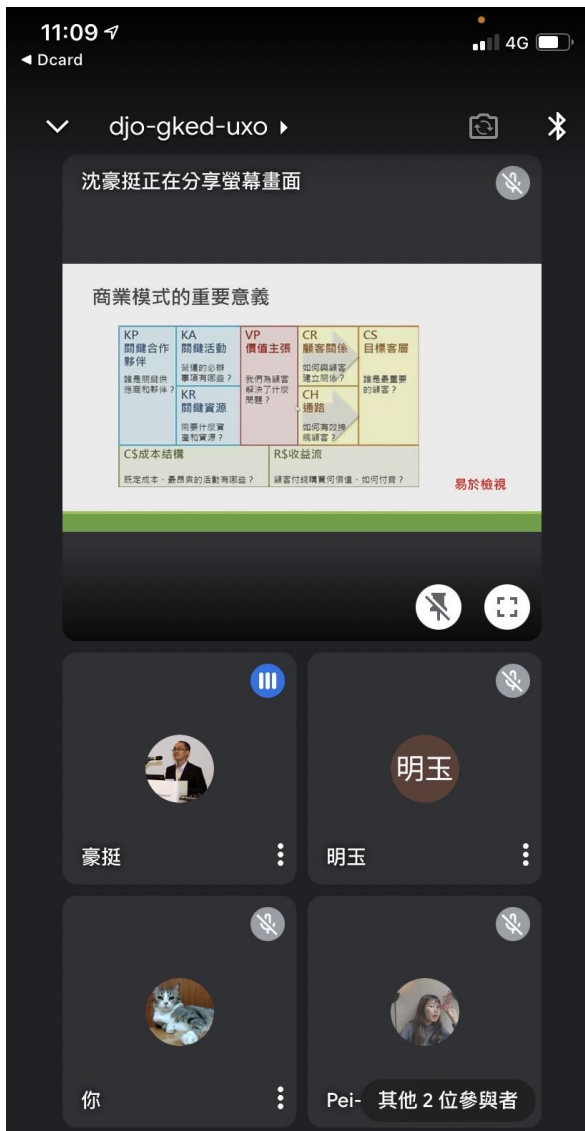 11:09
4G
◀ Dcard
djo-gked-uxo
沈豪挺正在分享螢幕畫面
商業模式的重要意義
KP
關鍵合作
夥伴
誰是關鍵供
應商和夥伴？
KA
關鍵活動
營運的必辦
事項有哪些？
KR
關鍵資源
需要什麼資
產和資源？
VP
價值主張
我們為顧客
解決了什麼
問題？
CR
顧客關係
如何與顧客
建立關係？
CH
通路
如何有效接
觸顧客？
CS
目標客層
誰是最重要
的顧客？
C$成本結構
既定成本、最昂貴的活動有哪些？
R$收益流
顧客付錢購買何價值、如何付費？
易於檢視
豪挺
明玉
明玉
你
Pei-
其他 2 位參與者